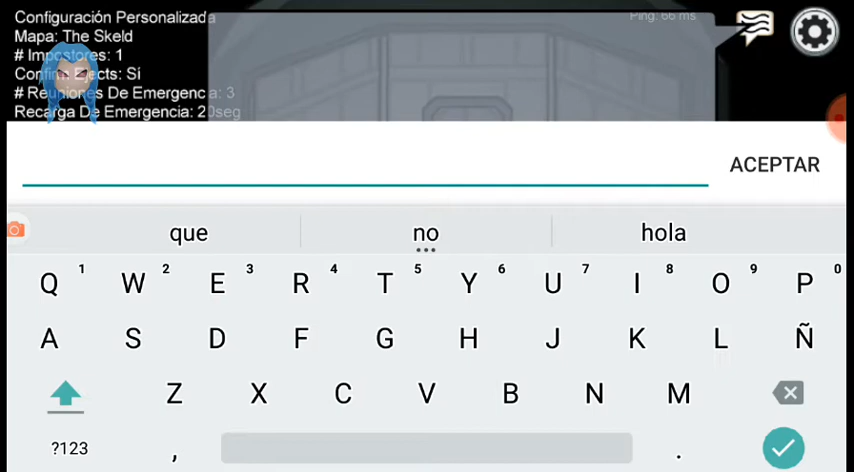 Configuración Personalizada
Mapa: The Skeld
# Impostores: 1
Confirm Ejects: Sí
# Reuniones De Emergencia: 3
Recarga De Emergencia: 20seg
Ping: 66 ms
ACEPTAR
que no hola
1 2 3 4 5 6 7 8 9 0
Q W E R T Y U I O P
A S D F G H J K L Ñ
Z X C V B N M
?123 , .